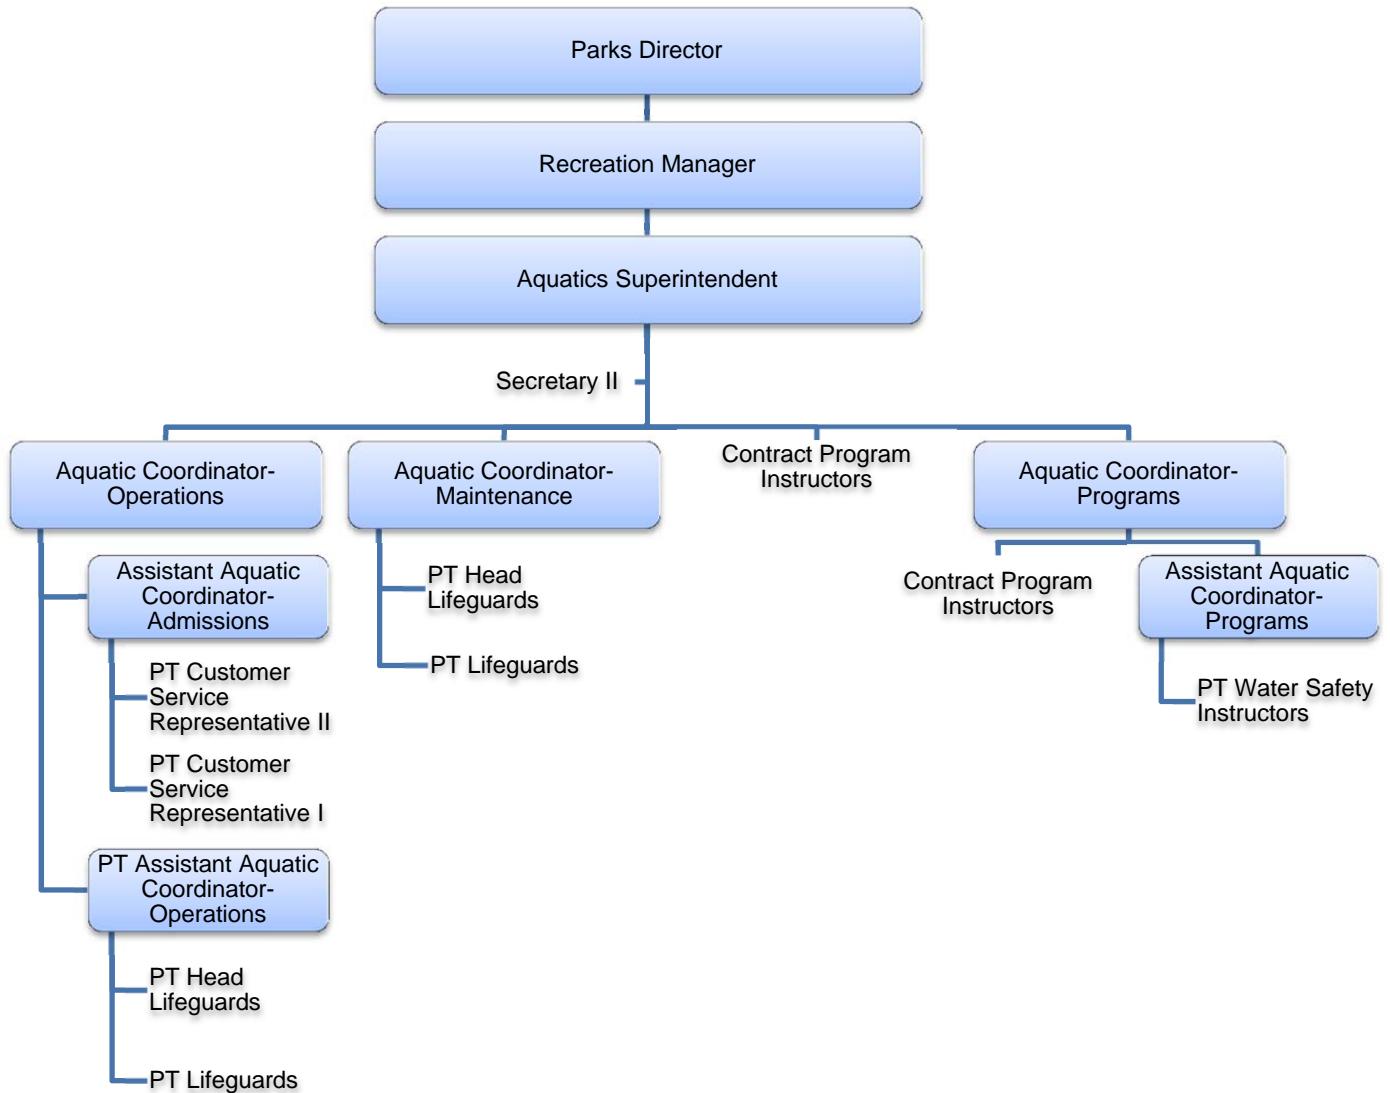 Parks Director
Recreation Manager
Aquatics Superintendent
Secretary II
Aquatic Coordinator-
Operations
Aquatic Coordinator-
Maintenance
Contract Program
Instructors
Aquatic Coordinator-
Programs
Assistant Aquatic
Coordinator-
Admissions
PT Customer
Service
Representative II
PT Customer
Service
Representative I
PT Assistant Aquatic
Coordinator-
Operations
PT Head
Lifeguards
PT Lifeguards
PT Head
Lifeguards
PT Lifeguards
Contract Program
Instructors
Assistant Aquatic
Coordinator-
Programs
PT Water Safety
Instructors